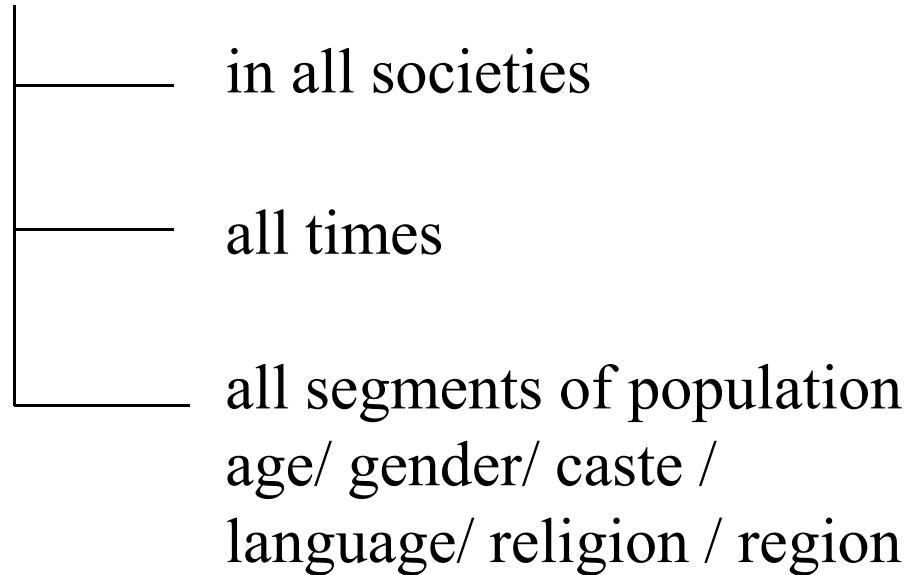 in all societies
all times
all segments of population
age/ gender/ caste /
language/ religion / region